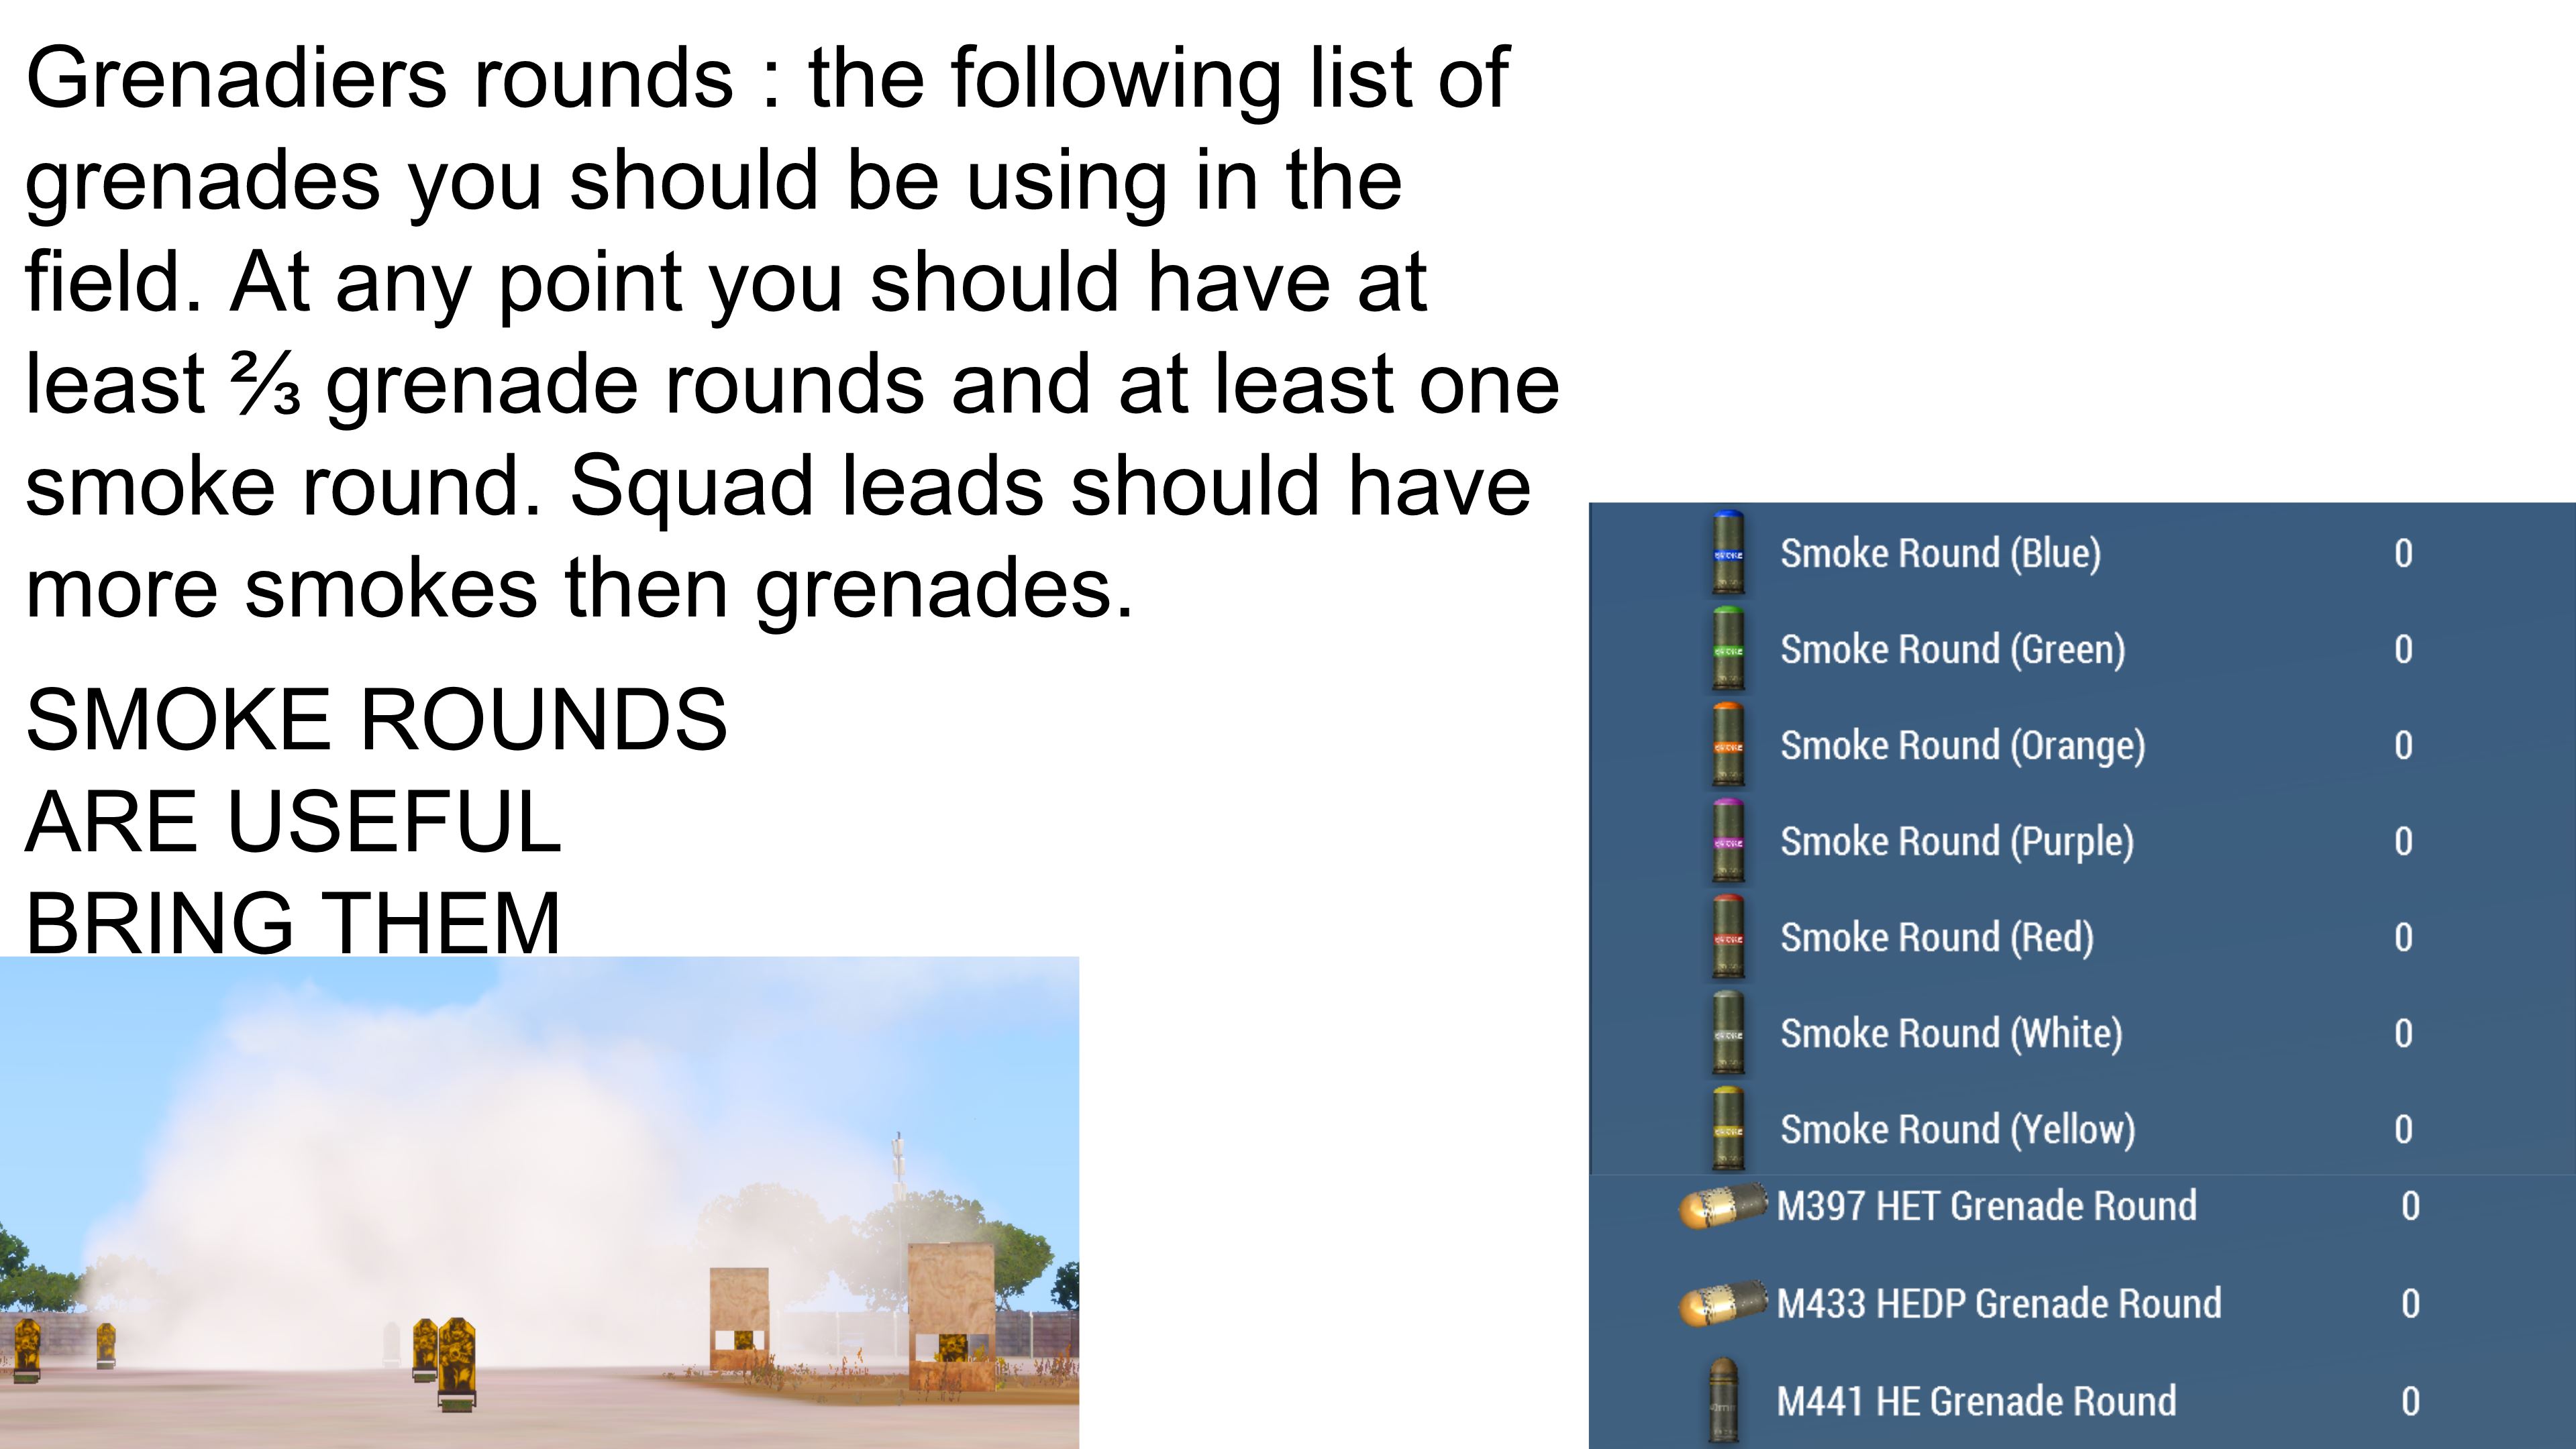 Grenadiers rounds : the following list of
grenades you should be using in the
field. At any point you should have at
least ⅔ grenade rounds and at least one
smoke round. Squad leads should have
more smokes then grenades.
SMOKE ROUNDS
ARE USEFUL
BRING THEM
Smoke Round (Blue) 0
Smoke Round (Green) 0
Smoke Round (Orange) 0
Smoke Round (Purple) 0
Smoke Round (Red) 0
Smoke Round (White) 0
Smoke Round (Yellow) 0
M397 HET Grenade Round 0
M433 HEDP Grenade Round 0
M441 HE Grenade Round 0